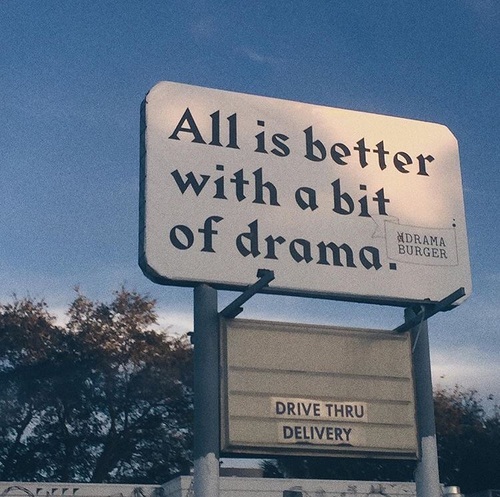 All is better
with a bit
of drama.
DRAMA
BURGER
DRIVE THRU
DELIVERY